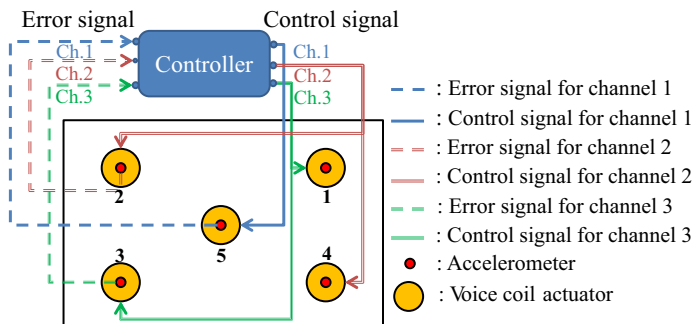 Error signal
Control signal
Ch.1
Ch.2
Ch.3
Controller
Ch.1
Ch.2
Ch.3
2
1
5
3
4
: Error signal for channel 1
: Control signal for channel 1
: Error signal for channel 2
: Control signal for channel 2
: Error signal for channel 3
: Control signal for channel 3
: Accelerometer
: Voice coil actuator